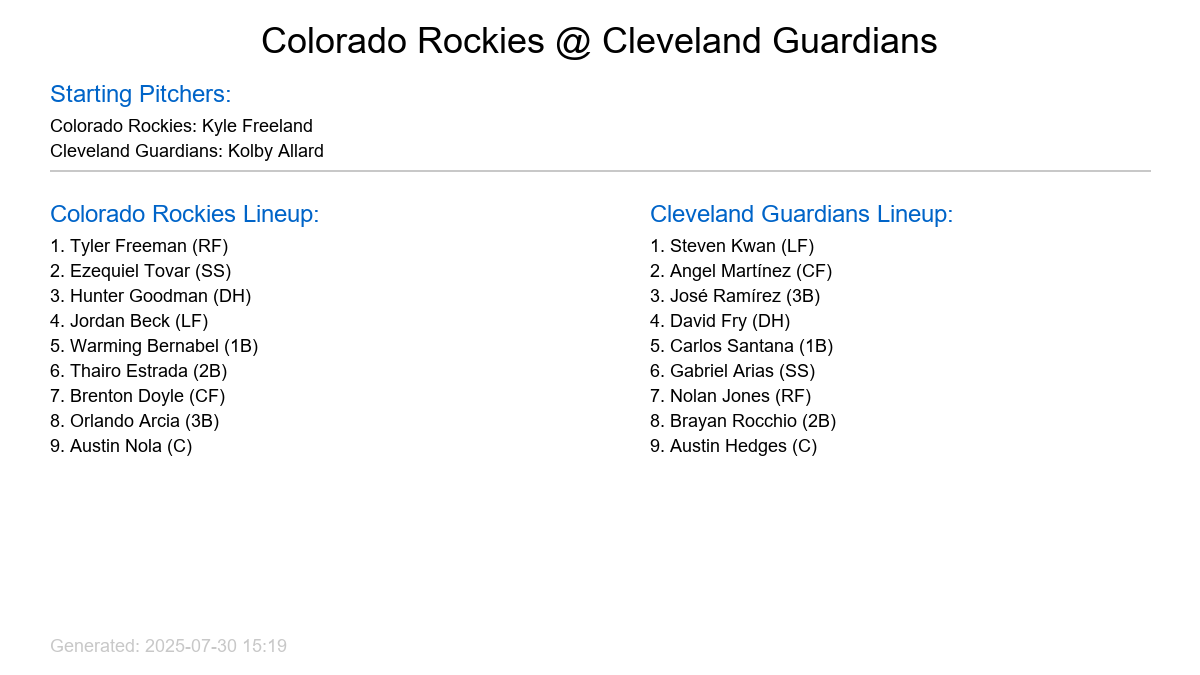 Colorado Rockies @ Cleveland Guardians
Starting Pitchers:
Colorado Rockies: Kyle Freeland
Cleveland Guardians: Kolby Allard
Colorado Rockies Lineup:
1. Tyler Freeman (RF)
2. Ezequiel Tovar (SS)
3. Hunter Goodman (DH)
4. Jordan Beck (LF)
5. Warming Bernabel (1B)
6. Thairo Estrada (2B)
7. Brenton Doyle (CF)
8. Orlando Arcia (3B)
9. Austin Nola (C)
Cleveland Guardians Lineup:
1. Steven Kwan (LF)
2. Angel Martínez (CF)
3. José Ramírez (3B)
4. David Fry (DH)
5. Carlos Santana (1B)
6. Gabriel Arias (SS)
7. Nolan Jones (RF)
8. Brayan Rocchio (2B)
9. Austin Hedges (C)
Generated: 2025-07-30 15:19